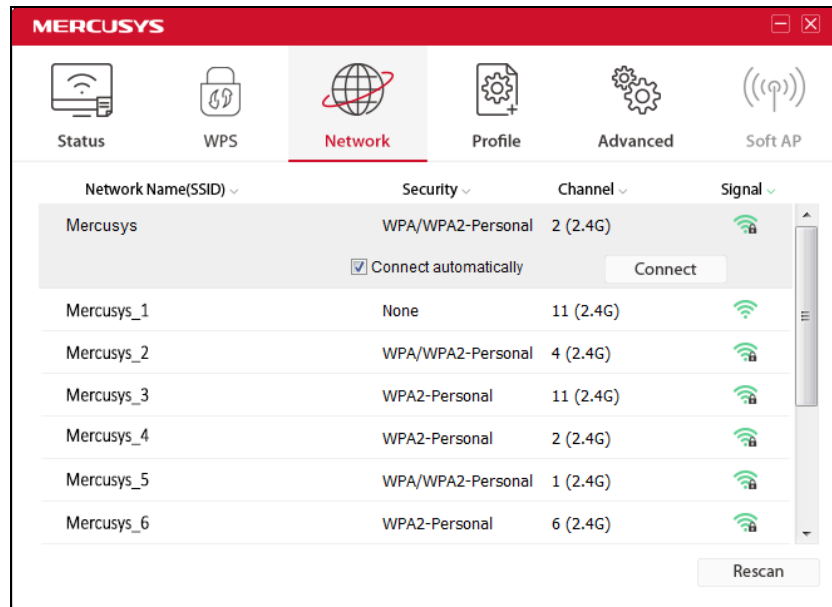 MERCUSYS
Status WPS Network Profile Advanced Soft AP
Network Name(SSID) Security Channel Signal
Mercusys WPA/WPA2-Personal 2 (2.4G)
Connect automatically Connect
Mercusys_1 None 11 (2.4G)
Mercusys_2 WPA/WPA2-Personal 4 (2.4G)
Mercusys_3 WPA2-Personal 11 (2.4G)
Mercusys_4 WPA2-Personal 2 (2.4G)
Mercusys_5 WPA/WPA2-Personal 1 (2.4G)
Mercusys_6 WPA2-Personal 6 (2.4G)
Rescan